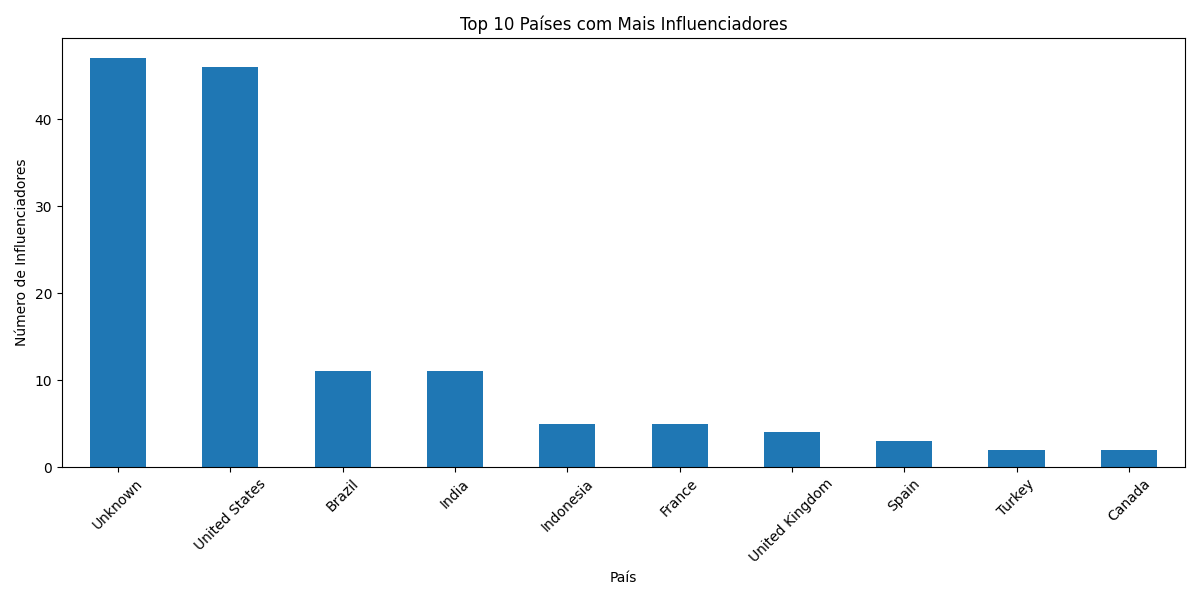 Top 10 Países com Mais Influenciadores
Número de Influenciadores
40
30
20
10
0
Unknown
United States
Brazil
India
Indonesia
France
United Kingdom
Spain
Turkey
Canada
País